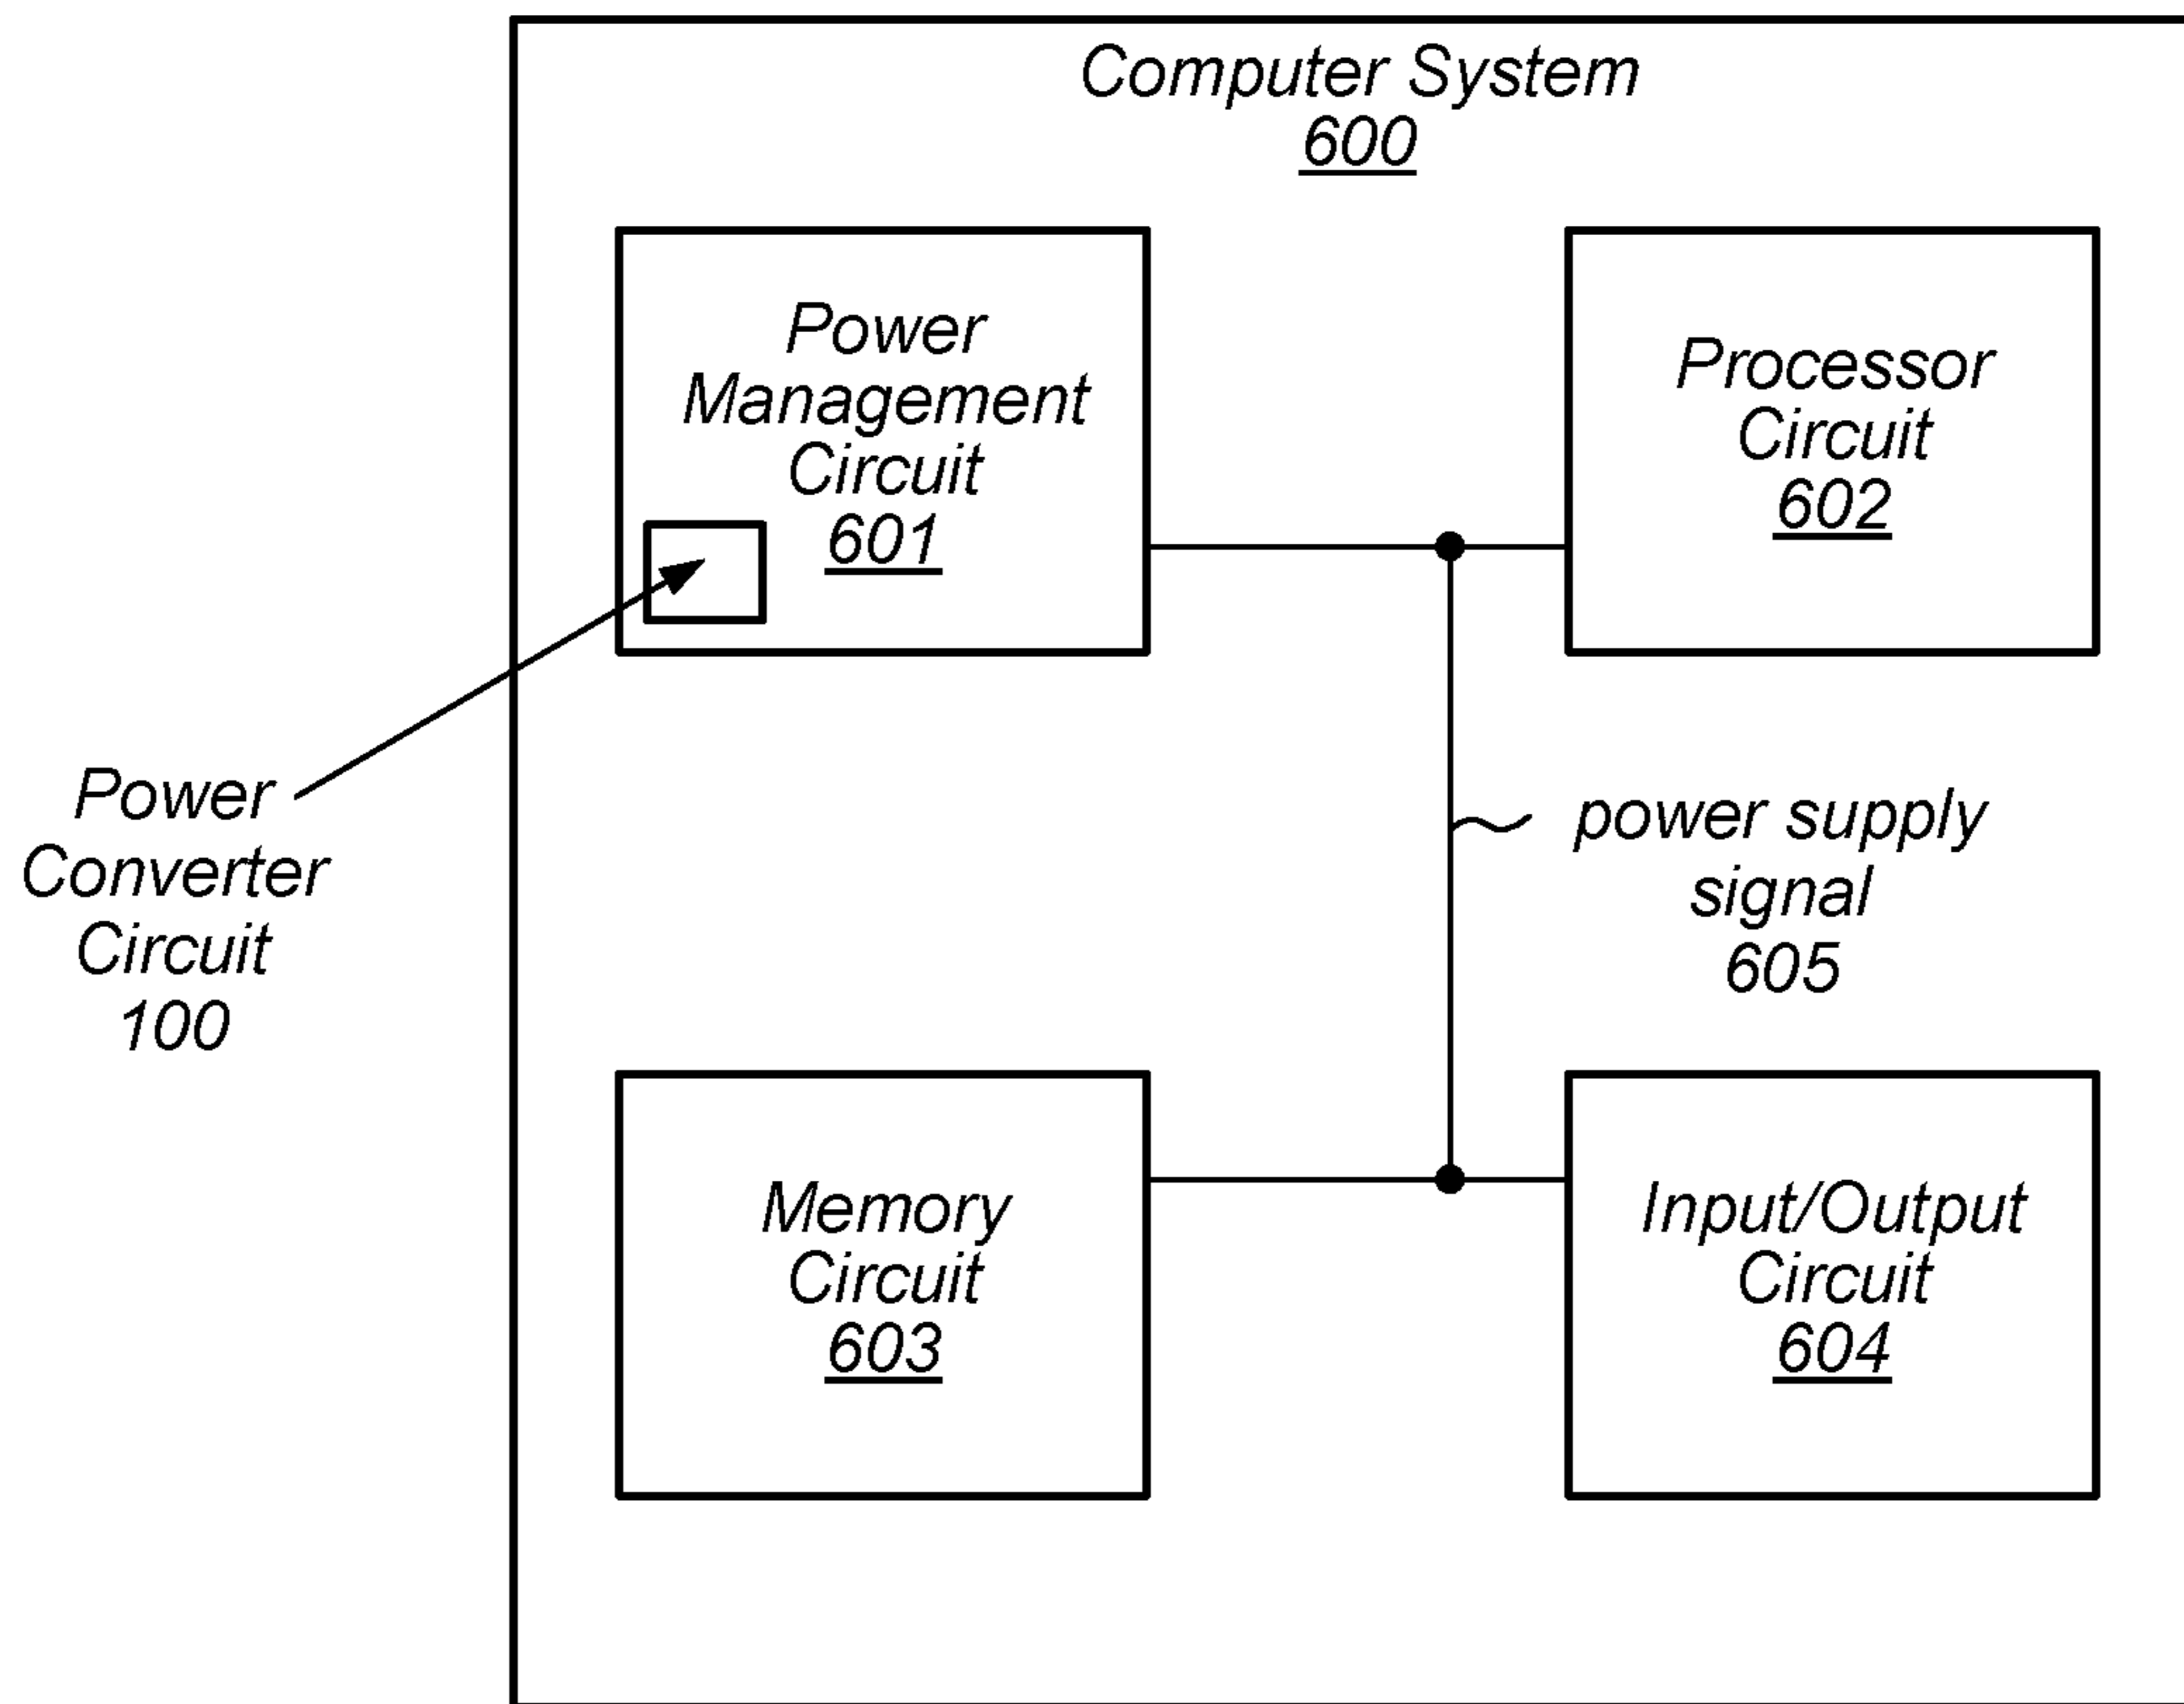 Computer System
600
Power
Management
Circuit
601
Processor
Circuit
602
Power
Converter
Circuit
100
power supply
signal
605
Memory
Circuit
603
Input/Output
Circuit
604